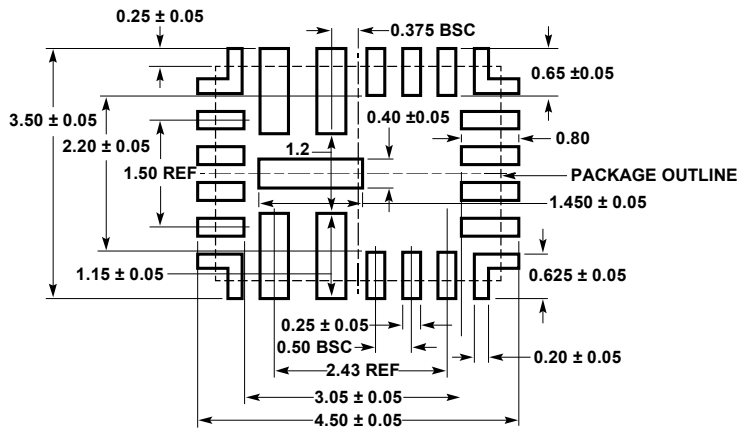 0.25 ± 0.05
0.375 BSC
0.65 ±0.05
3.50 ± 0.05
0.40 ±0.05
2.20 ± 0.05
1.2
0.80
1.50 REF
PACKAGE OUTLINE
1.450 ± 0.05
1.15 ± 0.05
0.625 ± 0.05
0.25 ± 0.05
0.50 BSC
0.20 ± 0.05
2.43 REF
3.05 ± 0.05
4.50 ± 0.05